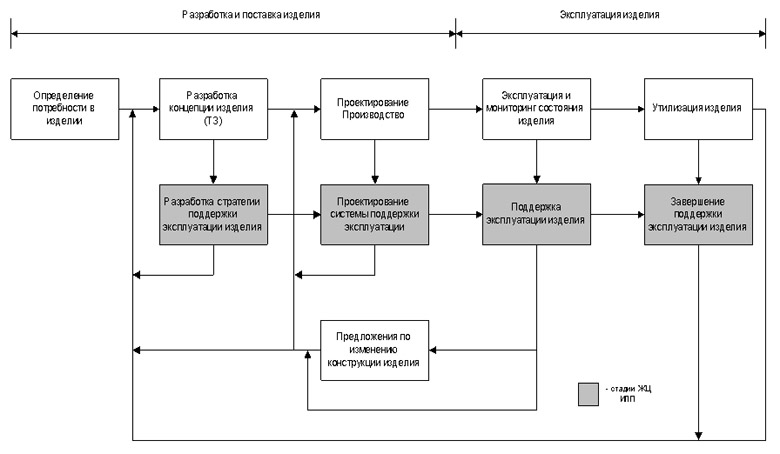 Разработка и поставка изделия
Эксплуатация изделия
Определение
потребности в
изделии
Разработка
концепции изделия
(ТЗ)
Проектирование
Производство
Эксплуатация и
мониторинг состояния
изделия
Утилизация изделия
Разработка стратегии
поддержки
эксплуатации изделия
Проектирование
системы поддержки
эксплуатации
Поддержка
эксплуатации изделия
Завершение
поддержки
эксплуатации изделия
Предложения по
изменению
конструкции изделия
- стадии ЖЦ
ИПП